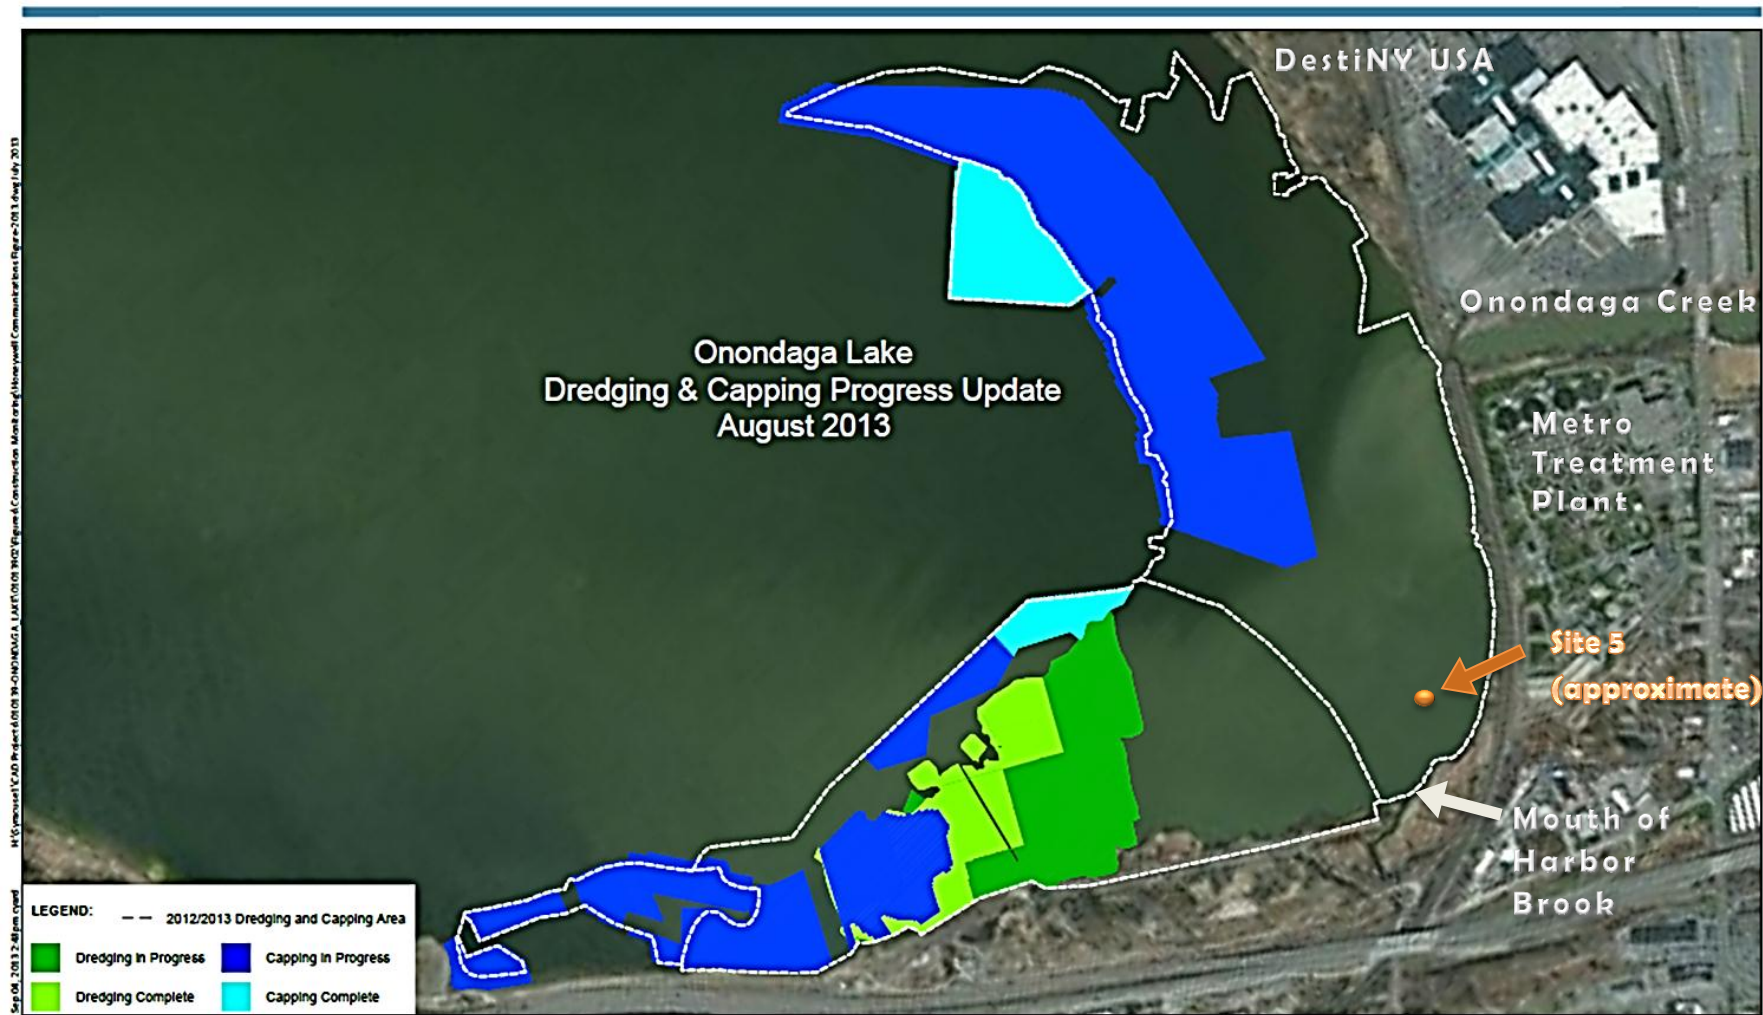 DestiNY USA
Onondaga Creek
Onondaga Lake
Dredging & Capping Progress Update
August 2013
Metro
Treatment
Plant
Site 5
(approximate)
Mouth of
Harbor
Brook
LEGEND:
2012/2013 Dredging and Capping Area
Dredging In Progress
Capping In Progress
Dredging Complete
Capping Complete